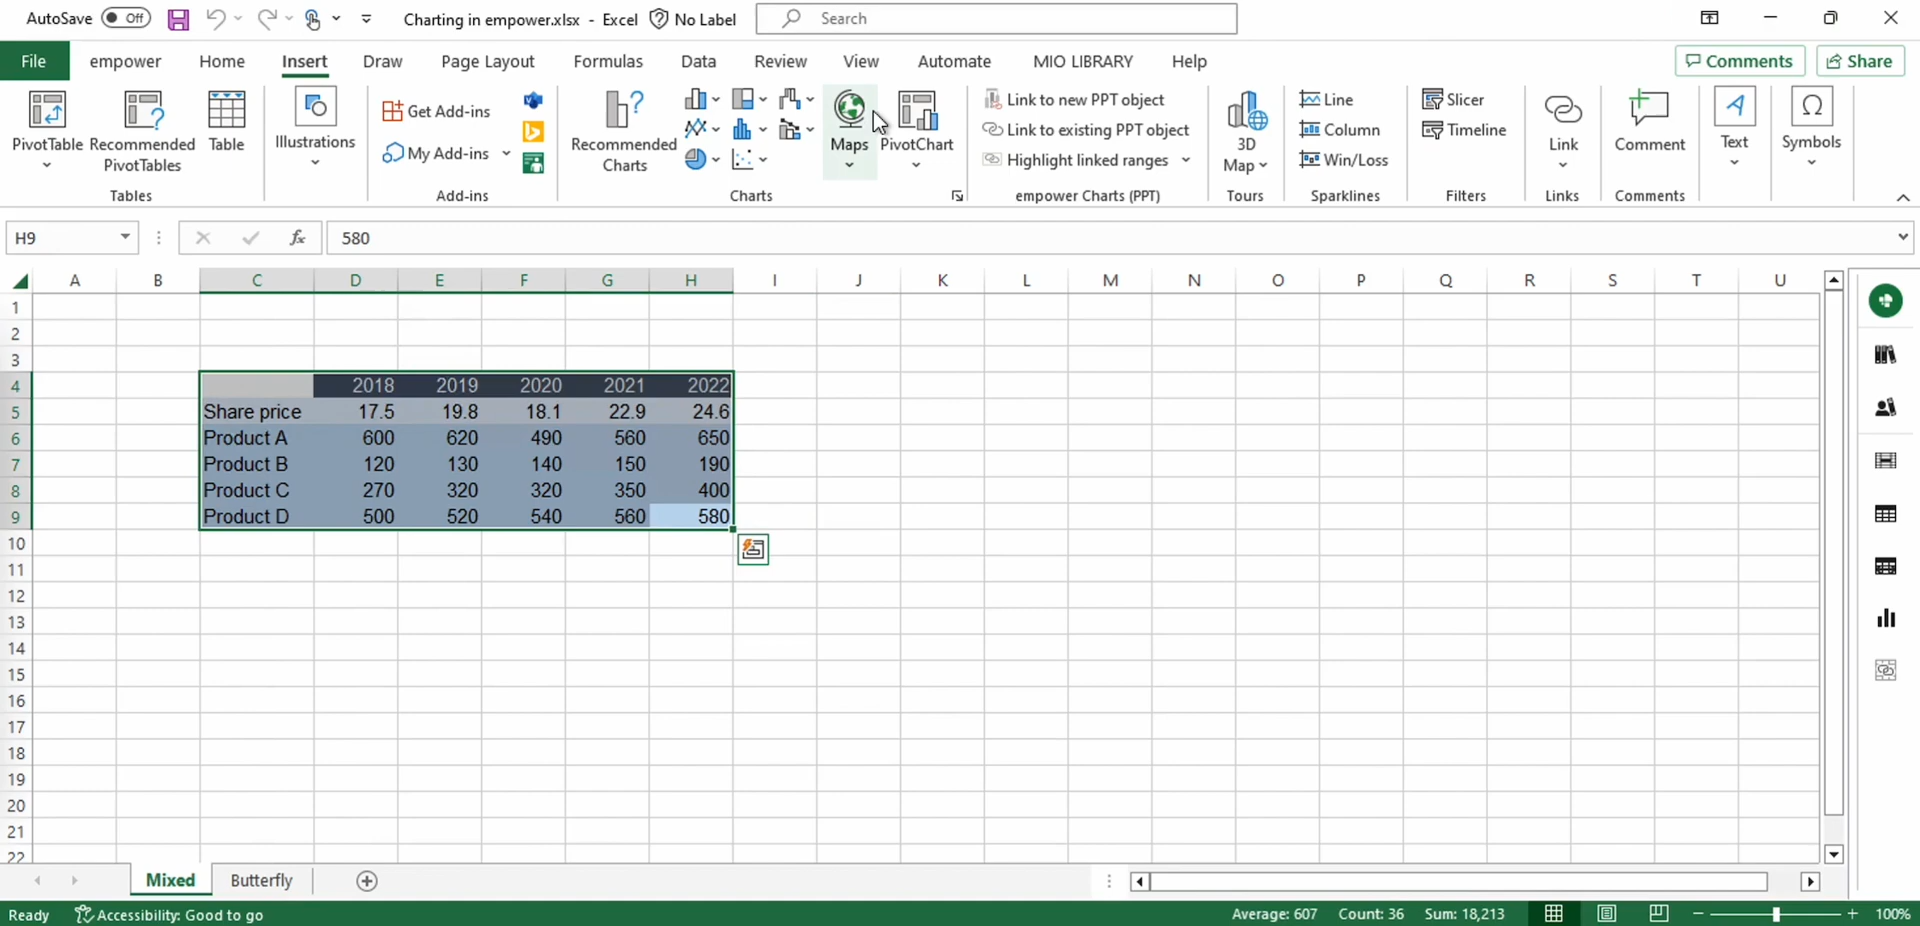 AutoSave Off Charting in empower.xlsx - Excel No Label Search
File empower Home Insert Draw Page Layout Formulas Data Review View Automate MIO LIBRARY Help Comments Share
PivotTable
Recommended
PivotTables
Table
Tables
Illustrations
Get Add-ins
My Add-ins
Add-ins
Recommended
Charts
Maps
PivotChart
Charts
Link to new PPT object
Link to existing PPT object
Highlight linked ranges
empower Charts (PPT)
3D
Map
Tours
Line
Column
Win/Loss
Sparklines
Slicer
Timeline
Filters
Link
Links
Comment
Comments
Text
Symbols
H9 fx 580
A B C D E F G H I J K L M N O P Q R S T U
1
2
3
4 2018 2019 2020 2021 2022
5 Share price 17.5 19.8 18.1 22.9 24.6
6 Product A 600 620 490 560 650
7 Product B 120 130 140 150 190
8 Product C 270 320 320 350 400
9 Product D 500 520 540 560 580
10
11
12
13
14
15
16
17
18
19
20
21
22
Mixed Butterfly
Ready Accessibility: Good to go Average: 607 Count: 36 Sum: 18,213 100%